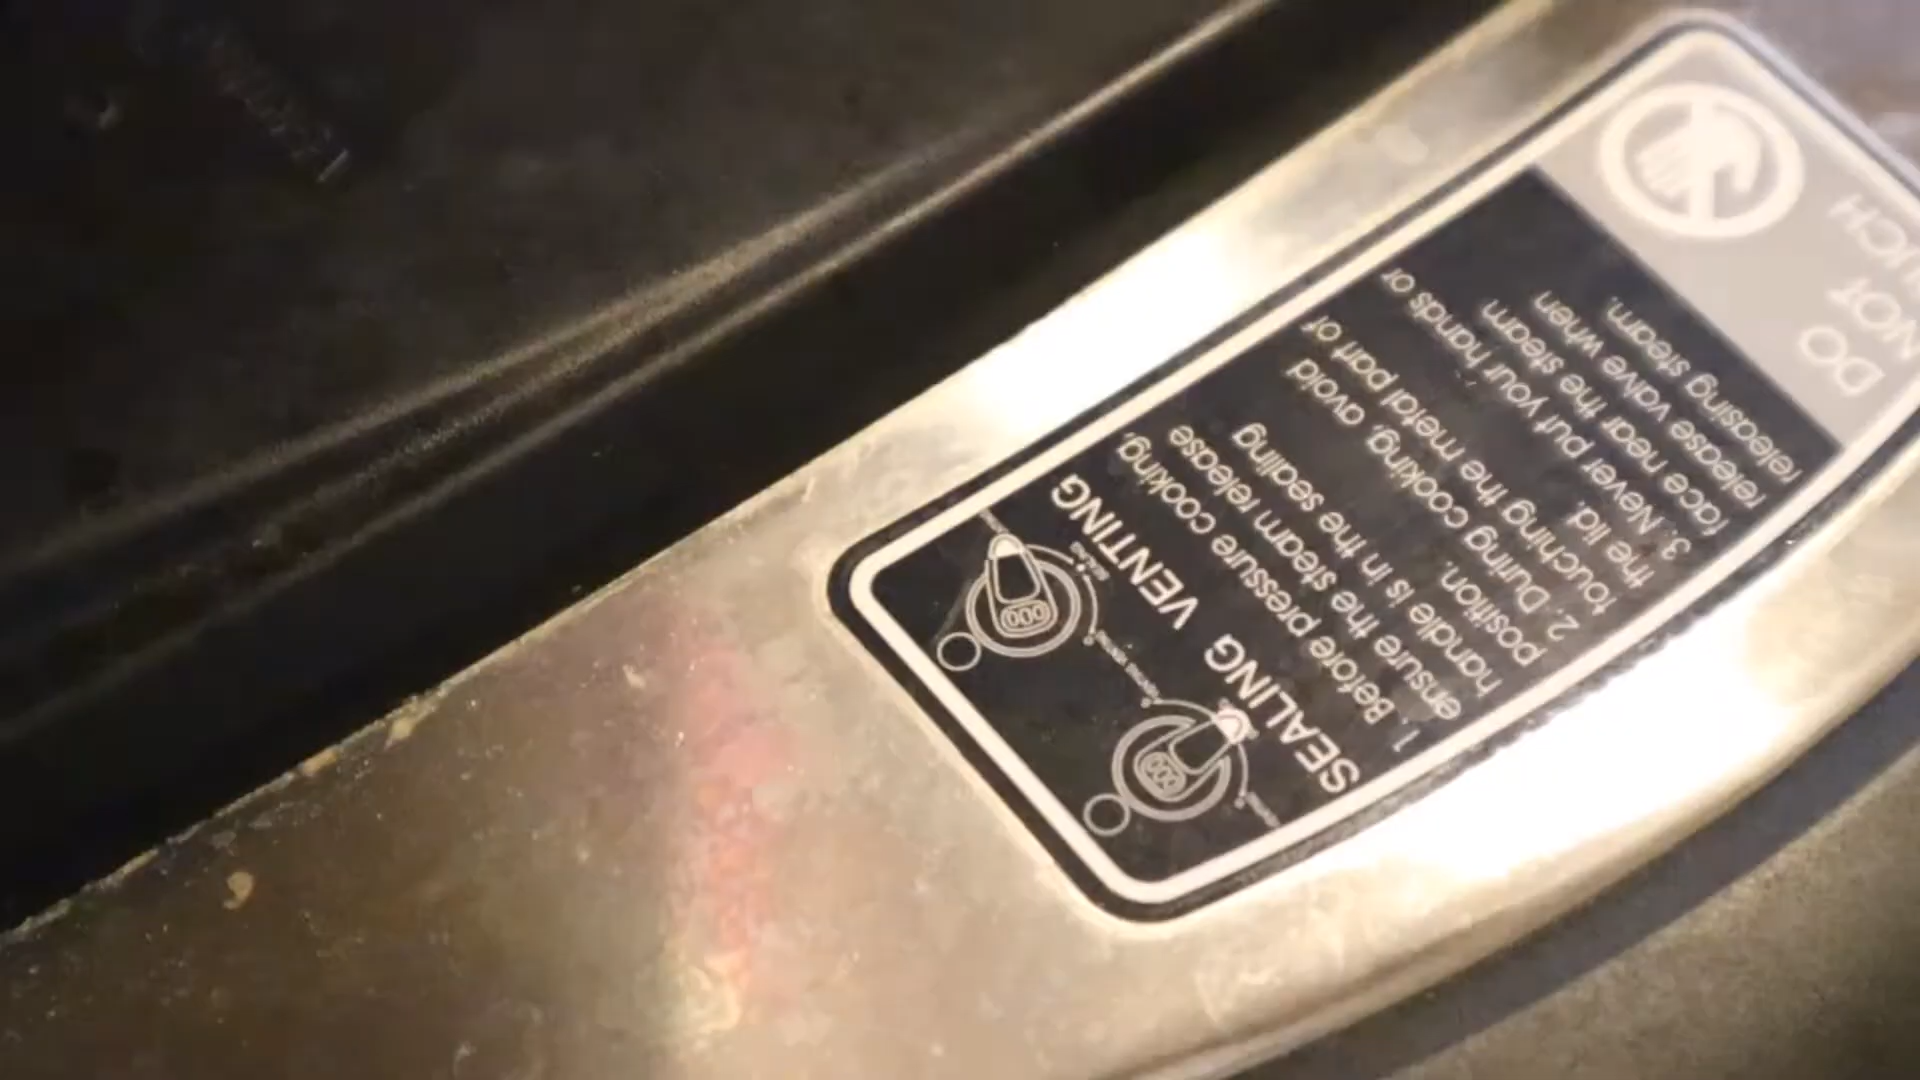 SEALING VENTING
1. Before pressure cooking,
ensure the steam release
handle is in the sealing
position.
2. During cooking, avoid
touching the metal part of
the lid.
3. Never put your hands or
face near the steam
release valve when
releasing steam.
DO
NOT